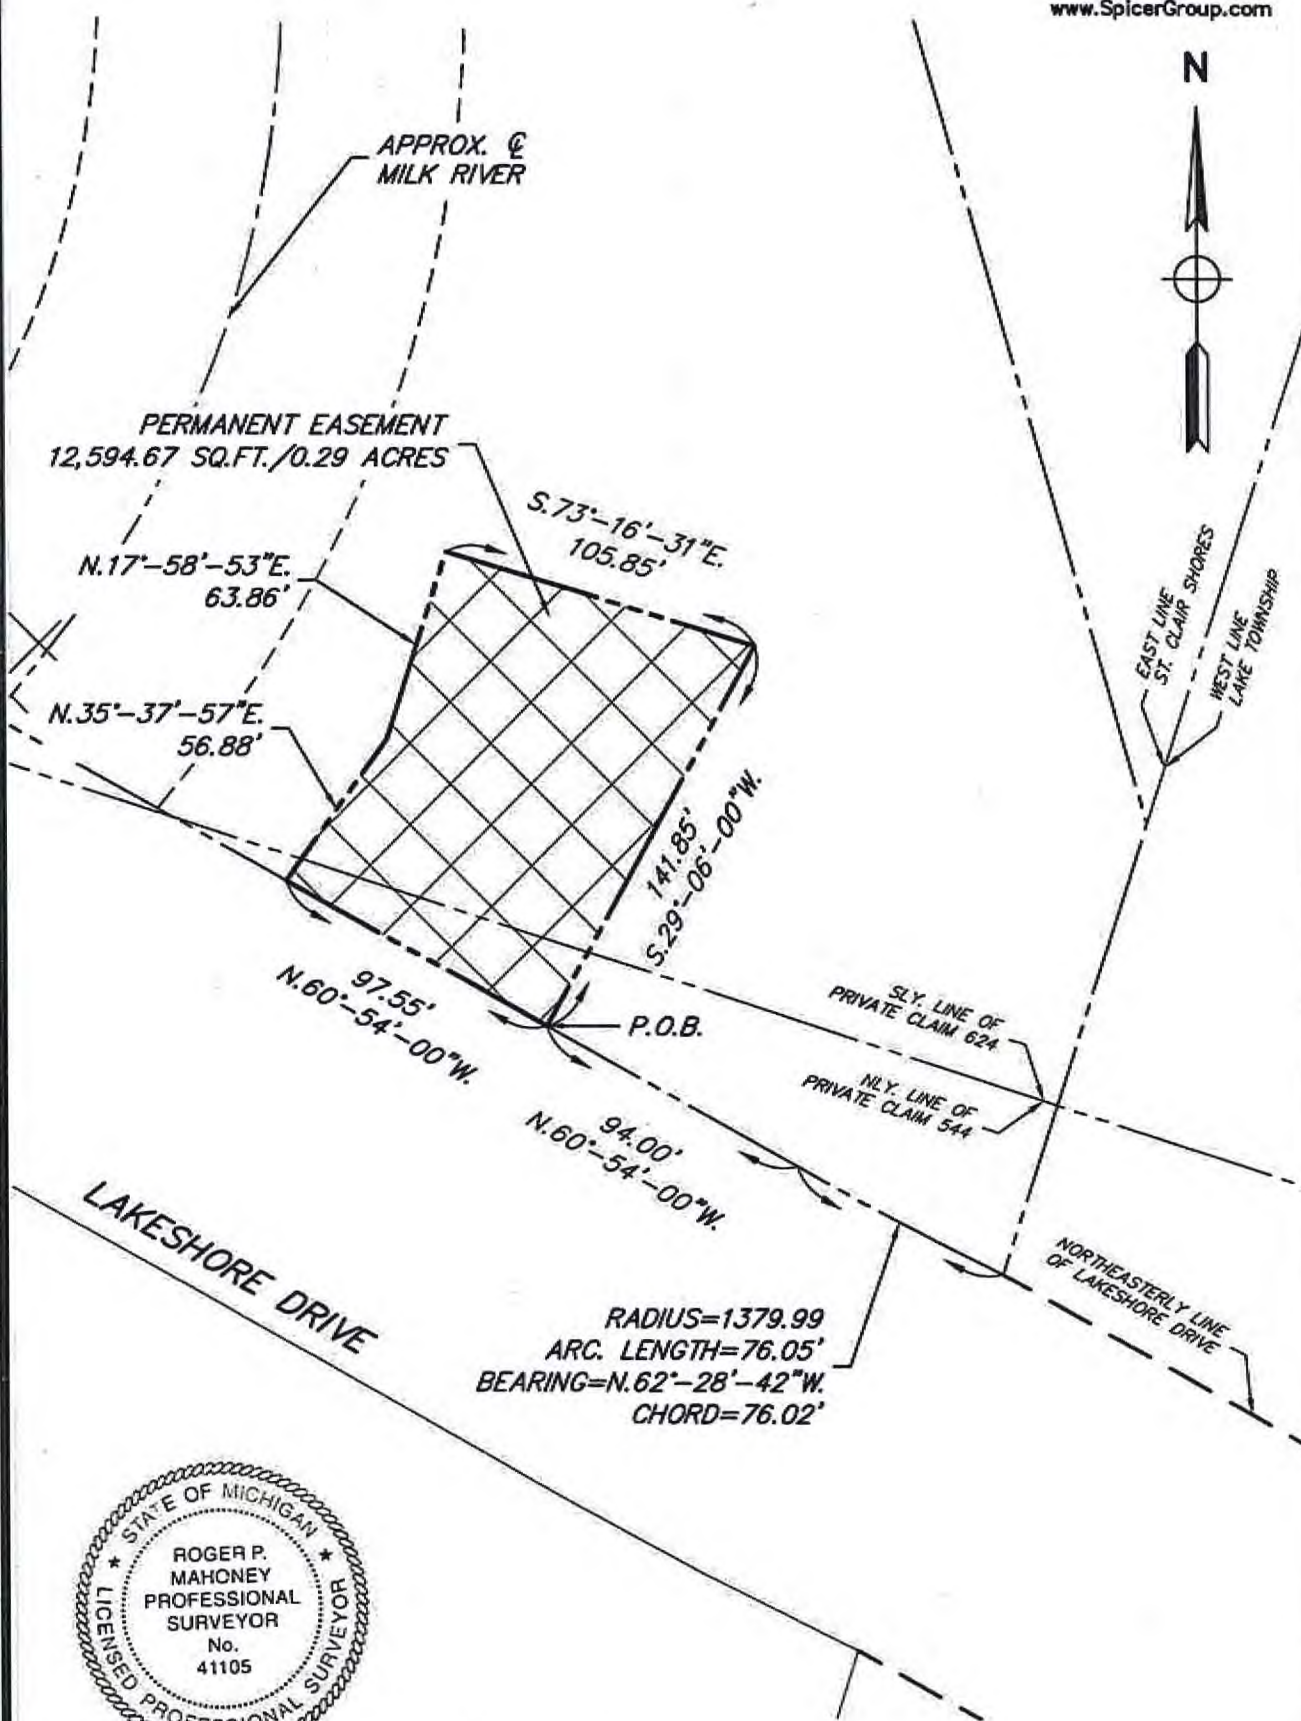 www.SpicerGroup.com
N
APPROX. ℄
MILK RIVER
PERMANENT EASEMENT
12,594.67 SQ.FT./0.29 ACRES
S.73°-16'-31"E.
105.85'
N.17°-58'-53"E.
63.86'
EAST LINE
ST. CLAIR SHORES
WEST LINE
LAKE TOWNSHIP
N.35°-37'-57"E.
56.88'
141.85'
S.29°-06'-00"W.
97.55'
N.60°-54'-00"W.
P.O.B.
SLY. LINE OF
PRIVATE CLAIM 624
NLY. LINE OF
PRIVATE CLAIM 544
94.00'
N.60°-54'-00"W.
LAKESHORE DRIVE
NORTHEASTERLY LINE
OF LAKESHORE DRIVE
RADIUS=1379.99
ARC. LENGTH=76.05'
BEARING=N.62°-28'-42"W.
CHORD=76.02'
★ STATE OF MICHIGAN ★
ROGER P.
MAHONEY
PROFESSIONAL
SURVEYOR
No.
41105
LICENSED PROFESSIONAL SURVEYOR